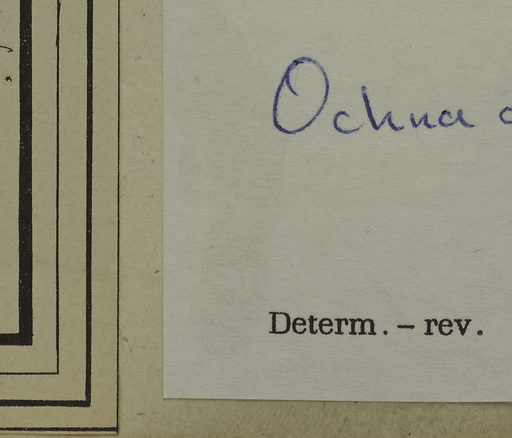 Ochna
Determ. – rev.